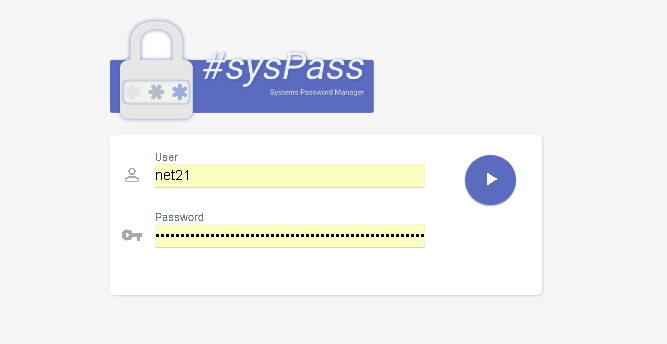 ***
#sysPass
Systems Password Manager
User
net21
Password